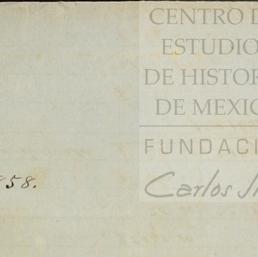 CENTRO D
ESTUDIO
DE HISTOR
DE MEXIC
FUNDACI
58.
Carlos